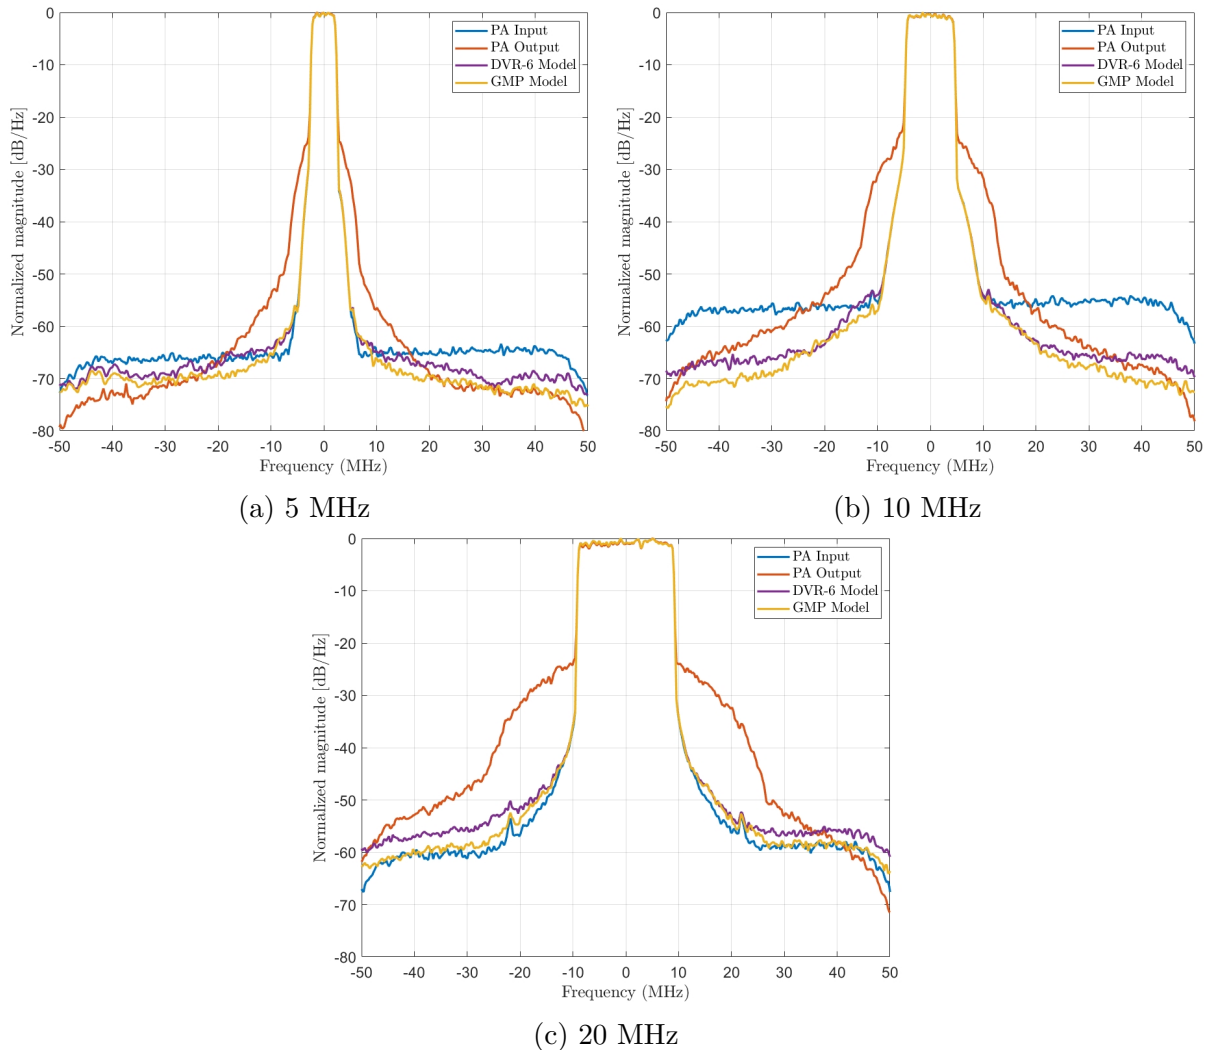 0
-10
-20
-30
-40
-50
-60
-70
-80
Normalized magnitude [dB/Hz]
-50 -40 -30 -20 -10 0 10 20 30 40 50
Frequency (MHz)
PA Input
PA Output
DVR-6 Model
GMP Model
(a) 5 MHz
0
-10
-20
-30
-40
-50
-60
-70
-80
Normalized magnitude [dB/Hz]
-50 -40 -30 -20 -10 0 10 20 30 40 50
Frequency (MHz)
PA Input
PA Output
DVR-6 Model
GMP Model
(b) 10 MHz
0
-10
-20
-30
-40
-50
-60
-70
-80
Normalized magnitude [dB/Hz]
-50 -40 -30 -20 -10 0 10 20 30 40 50
Frequency (MHz)
PA Input
PA Output
DVR-6 Model
GMP Model
(c) 20 MHz